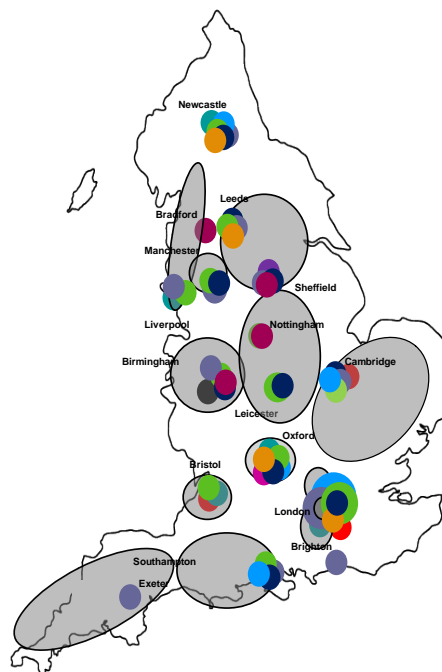 Newcastle
Leeds
Bradford
Manchester
Sheffield
Liverpool
Nottingham
Birmingham
Cambridge
Leicester
Oxford
Bristol
London
Brighton
Southampton
Exeter